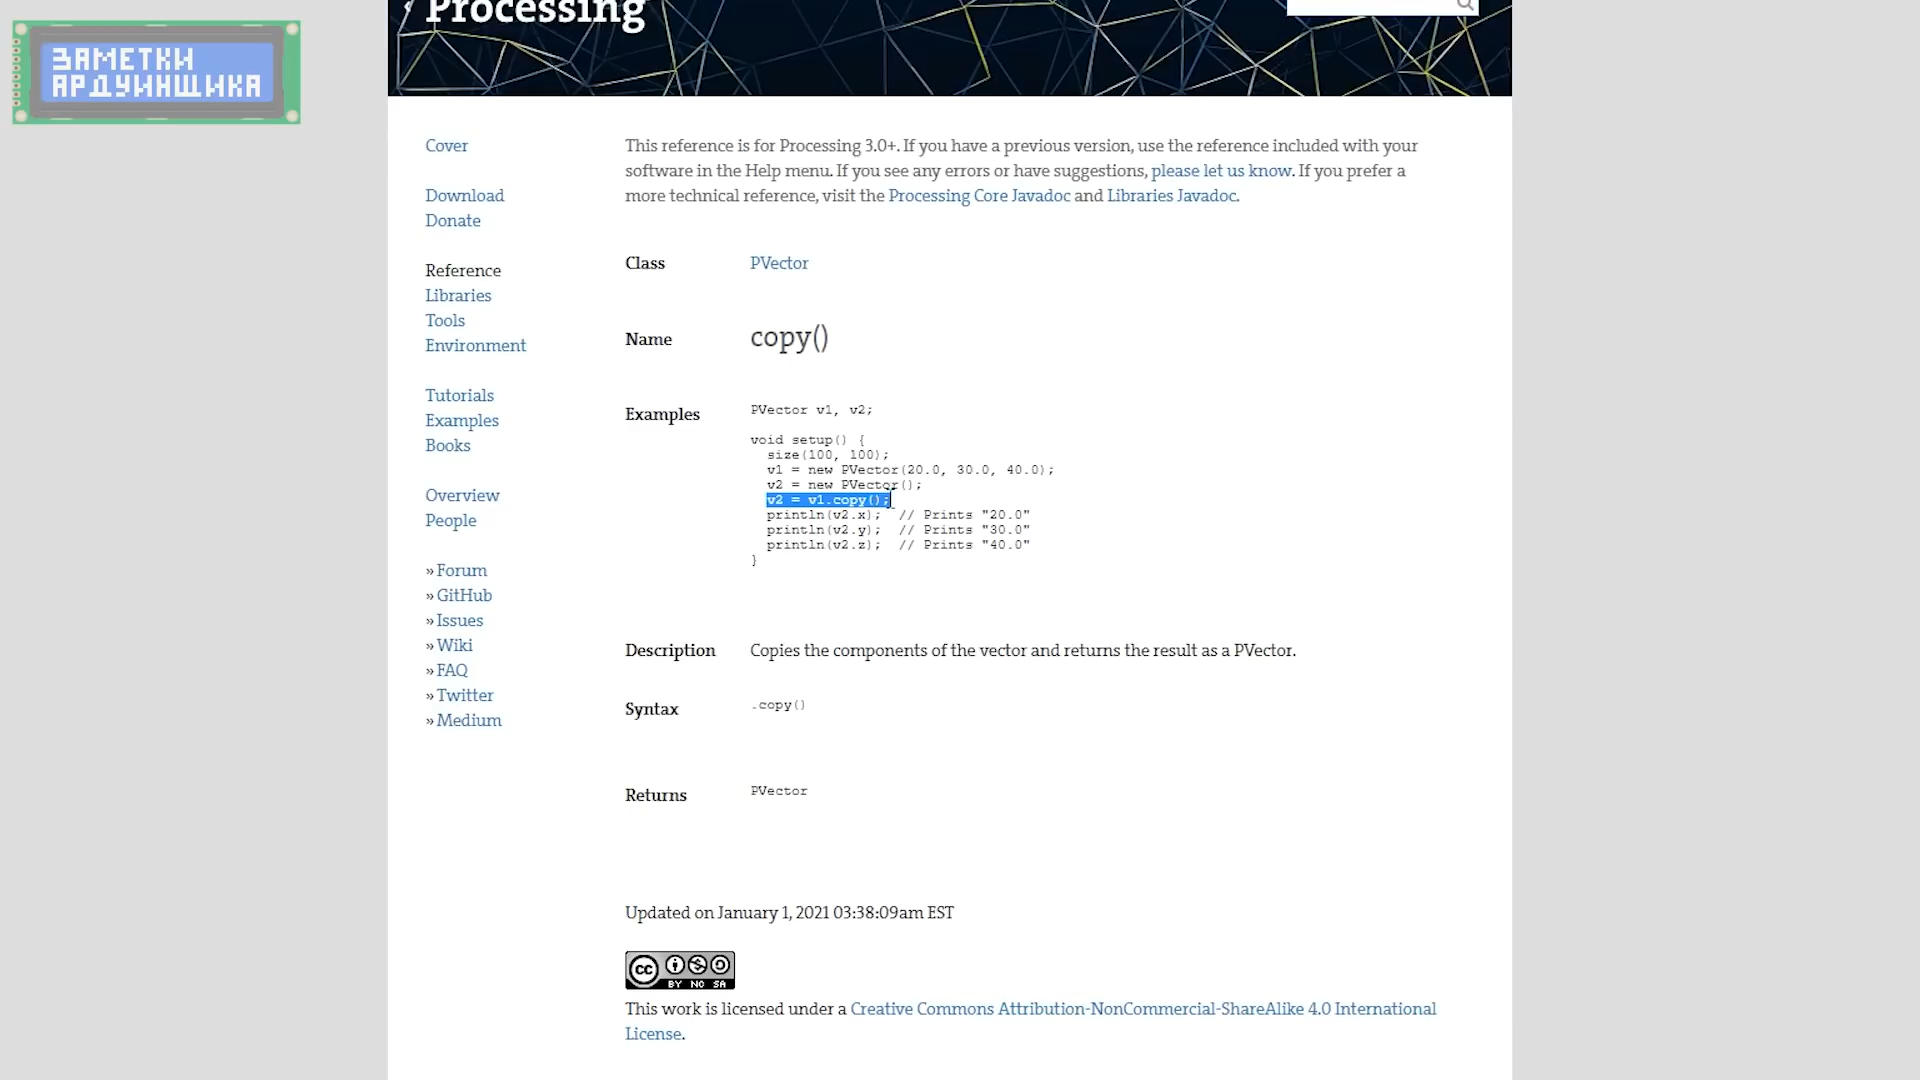 ЗАМЕТКИ
АРДУИНЩИКА
Processing
Cover
Download
Donate
Reference
Libraries
Tools
Environment
Tutorials
Examples
Books
Overview
People
» Forum
» GitHub
» Issues
» Wiki
» FAQ
» Twitter
» Medium
This reference is for Processing 3.0+. If you have a previous version, use the reference included with your
software in the Help menu. If you see any errors or have suggestions, please let us know. If you prefer a
more technical reference, visit the Processing Core Javadoc and Libraries Javadoc.
Class PVector
Name copy()
Examples PVector v1, v2;
void setup() {
size(100, 100);
v1 = new PVector(20.0, 30.0, 40.0);
v2 = new PVector();
v2 = v1.copy();
println(v2.x); // Prints "20.0"
println(v2.y); // Prints "30.0"
println(v2.z); // Prints "40.0"
}
Description Copies the components of the vector and returns the result as a PVector.
Syntax .copy()
Returns PVector
Updated on January 1, 2021 03:38:09am EST
cc
BY NC SA
This work is licensed under a Creative Commons Attribution-NonCommercial-ShareAlike 4.0 International
License.